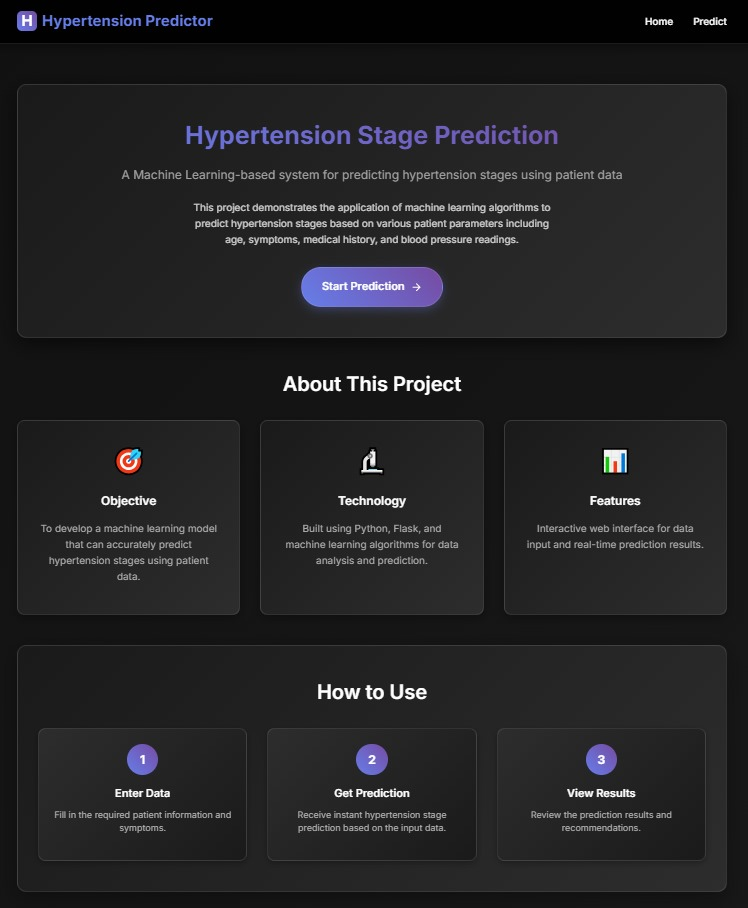 H Hypertension Predictor
Home Predict
Hypertension Stage Prediction
A Machine Learning-based system for predicting hypertension stages using patient data
This project demonstrates the application of machine learning algorithms to
predict hypertension stages based on various patient parameters including
age, symptoms, medical history, and blood pressure readings.
Start Prediction →
About This Project
Objective
To develop a machine learning model
that can accurately predict
hypertension stages using patient
data.
Technology
Built using Python, Flask, and
machine learning algorithms for data
analysis and prediction.
Features
Interactive web interface for data
input and real-time prediction results.
How to Use
1
Enter Data
Fill in the required patient information and
symptoms.
2
Get Prediction
Receive instant hypertension stage
prediction based on the input data.
3
View Results
Review the prediction results and
recommendations.